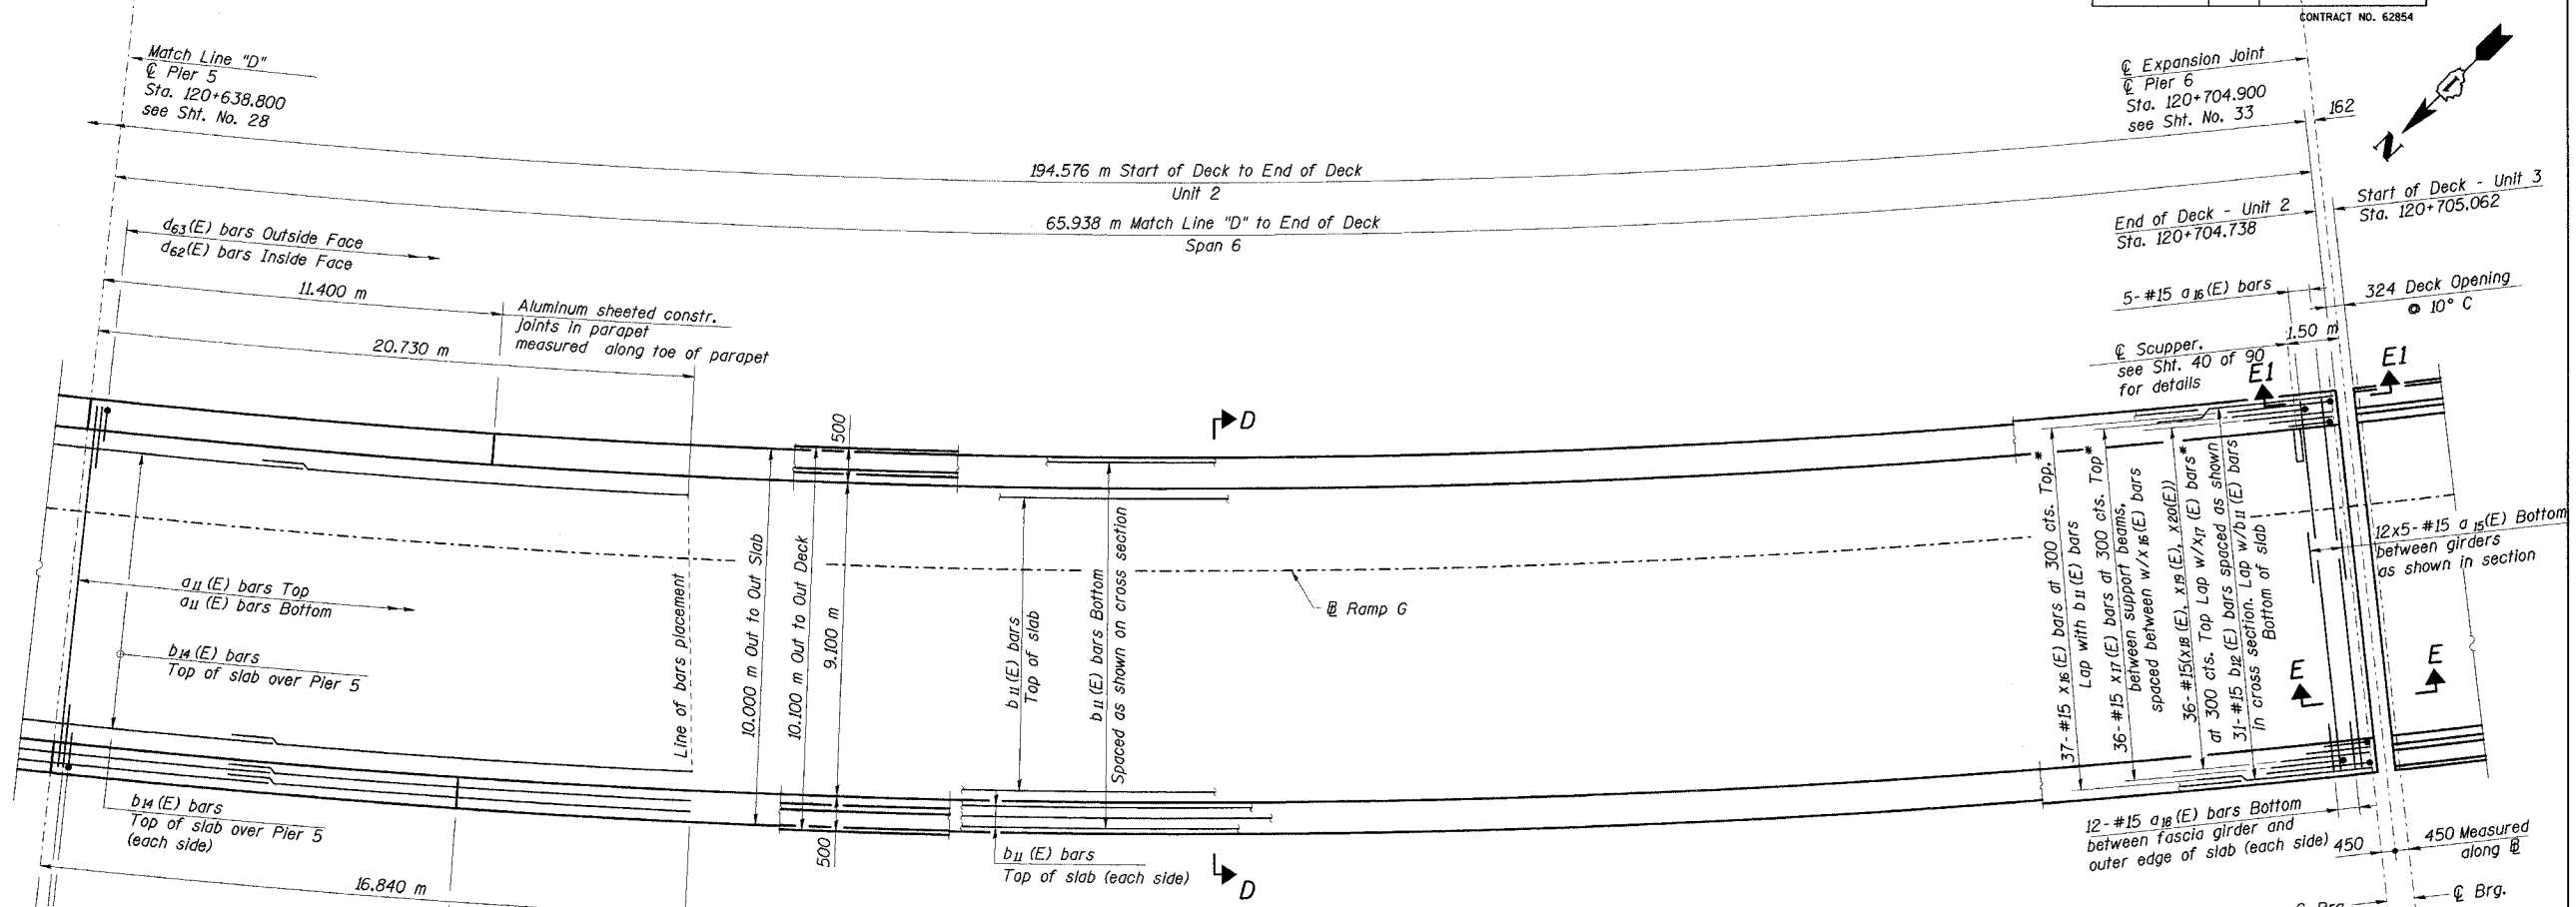 CONTRACT NO. 62854
Match Line "D"
℄ Pier 5
Sta. 120+638.800
see Sht. No. 28
℄ Expansion Joint
℄ Pier 6
Sta. 120+704.900
see Sht. No. 33
162
N
194.576 m Start of Deck to End of Deck
Unit 2
65.938 m Match Line "D" to End of Deck
Span 6
Start of Deck - Unit 3
Sta. 120+705.062
End of Deck - Unit 2
Sta. 120+704.738
d63(E) bars Outside Face
d62(E) bars Inside Face
11.400 m
Aluminum sheeted constr.
joints in parapet
measured along toe of parapet
20.730 m
5-#15 a16(E) bars
324 Deck Opening
@ 10° C
1.50 m
℄ Scupper.
see Sht. 40 of 90
for details
E1
E1
D
500
10.000 m Out to Out Slab
10.100 m Out to Out Deck
9.100 m
Line of bars placement
a11(E) bars Top
a11(E) bars Bottom
b14(E) bars
Top of slab over Pier 5
b11(E) bars
Top of slab
b11(E) bars Bottom
Spaced as shown on cross section
Ramp G
37-#15 x16(E) bars at 300 cts. Top.*
Lap with b11(E) bars
36-#15 x17(E) bars at 300 cts. Top*
between support beams,
spaced between w/x16(E) bars
36-#15(x18(E), x19(E), x20(E))
at 300 cts. Top Lap w/x17(E) bars*
31-#15 b12(E) bars spaced as shown
in cross section. Lap w/b11(E) bars
Bottom of slab
12x5-#15 a15(E) Bottom
between girders
as shown in section
E
E
b14(E) bars
Top of slab over Pier 5
(each side)
500
b11(E) bars
Top of slab (each side)
D
12-#15 a18(E) bars Bottom
between fascia girder and
outer edge of slab (each side)
450
450 Measured
along
16.840 m
℄ Brg.
Brg.